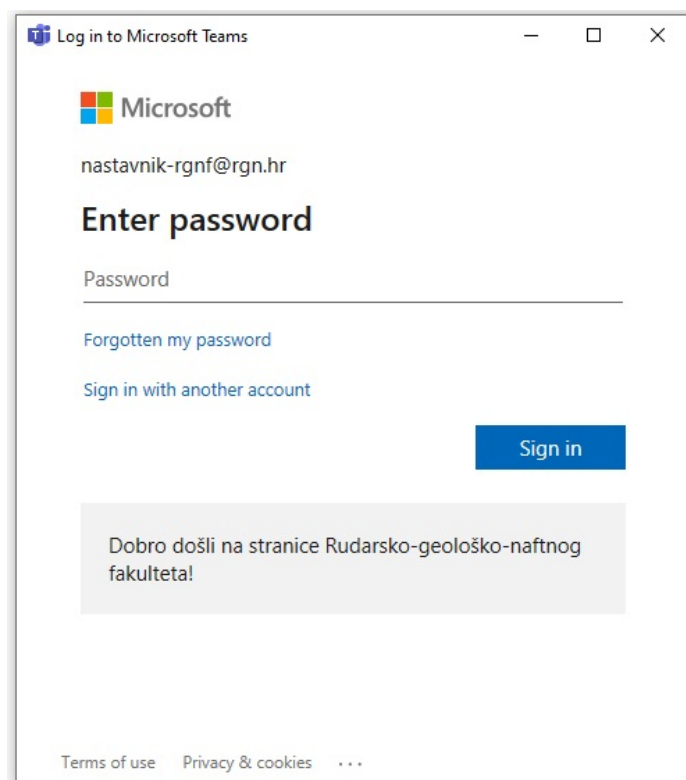 Log in to Microsoft Teams
Microsoft
nastavnik-rgnf@rgn.hr
Enter password
Password
Forgotten my password
Sign in with another account
Sign in
Dobro došli na stranice Rudarsko-geološko-naftnog
fakulteta!
Terms of use Privacy & cookies ...